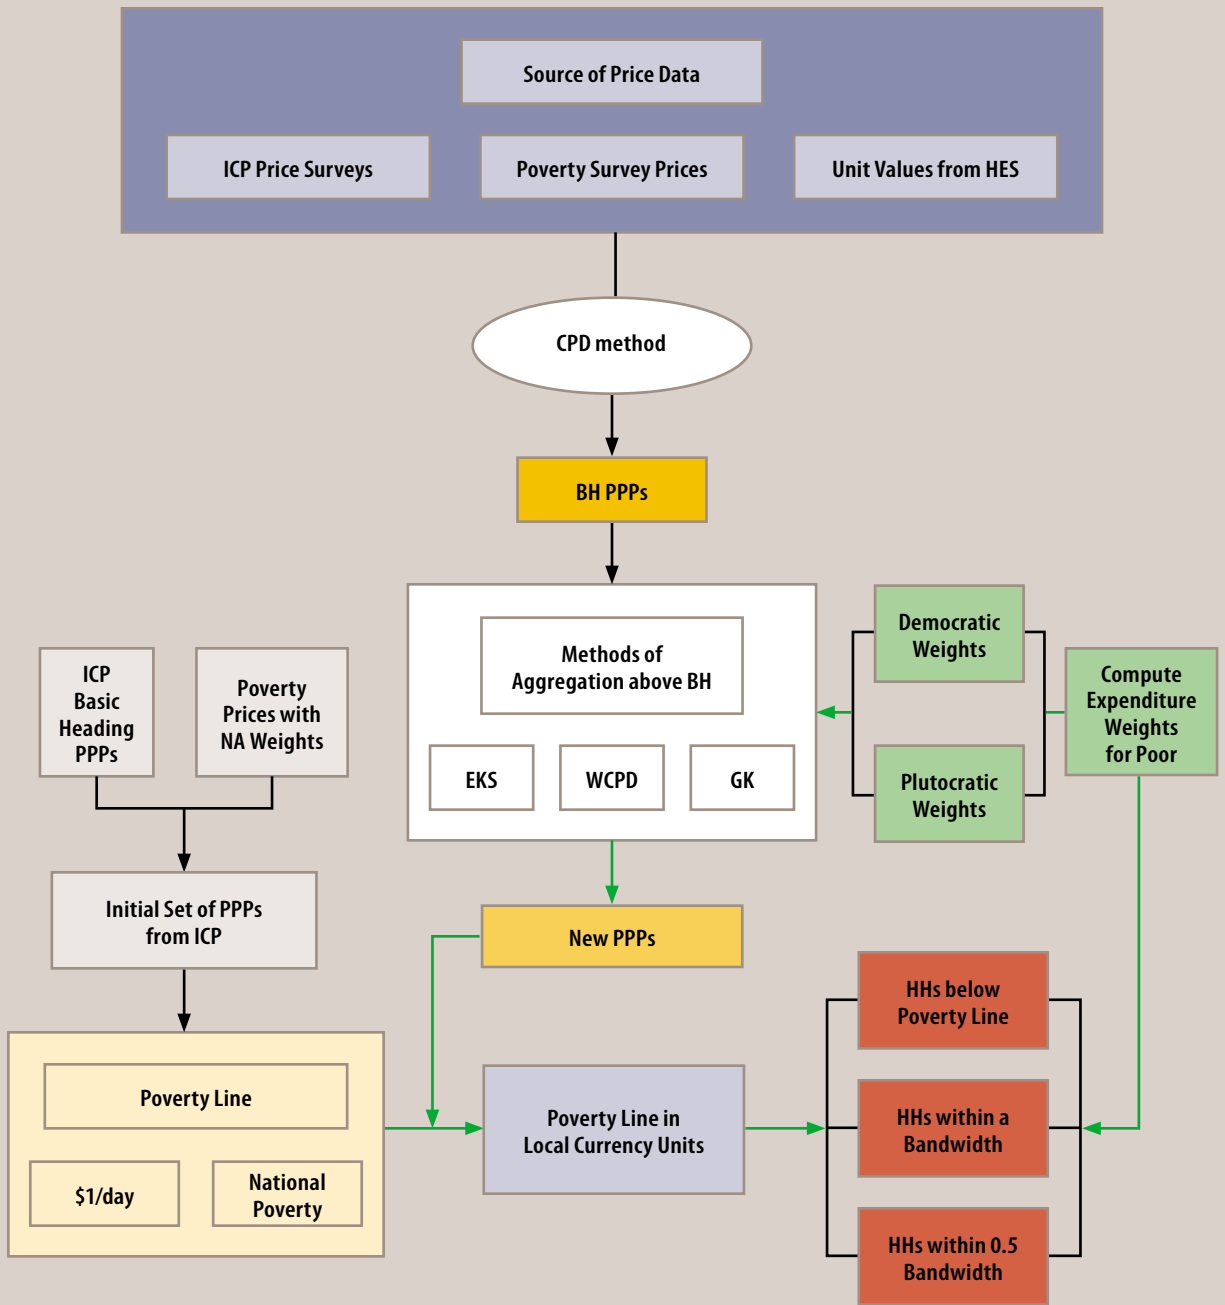 Source of Price Data
ICP Price Surveys
Poverty Survey Prices
Unit Values from HES
CPD method
BH PPPs
Methods of
Aggregation above BH
EKS
WCPD
GK
Democratic
Weights
Plutocratic
Weights
Compute
Expenditure
Weights
for Poor
ICP
Basic
Heading
PPPs
Poverty
Prices with
NA Weights
Initial Set of PPPs
from ICP
New PPPs
Poverty Line
$1/day
National
Poverty
Poverty Line in
Local Currency Units
HHs below
Poverty Line
HHs within a
Bandwidth
HHs within 0.5
Bandwidth